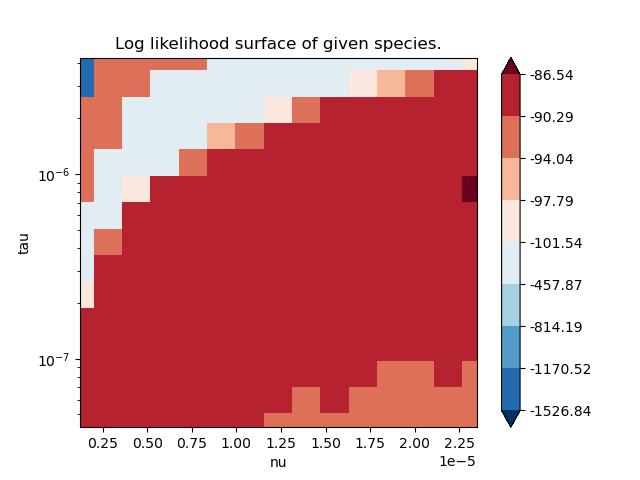 Log likelihood surface of given species.
tau
10⁻⁶
10⁻⁷
0.25 0.50 0.75 1.00 1.25 1.50 1.75 2.00 2.25
nu
1e−5
-86.54
-90.29
-94.04
-97.79
-101.54
-457.87
-814.19
-1170.52
-1526.84